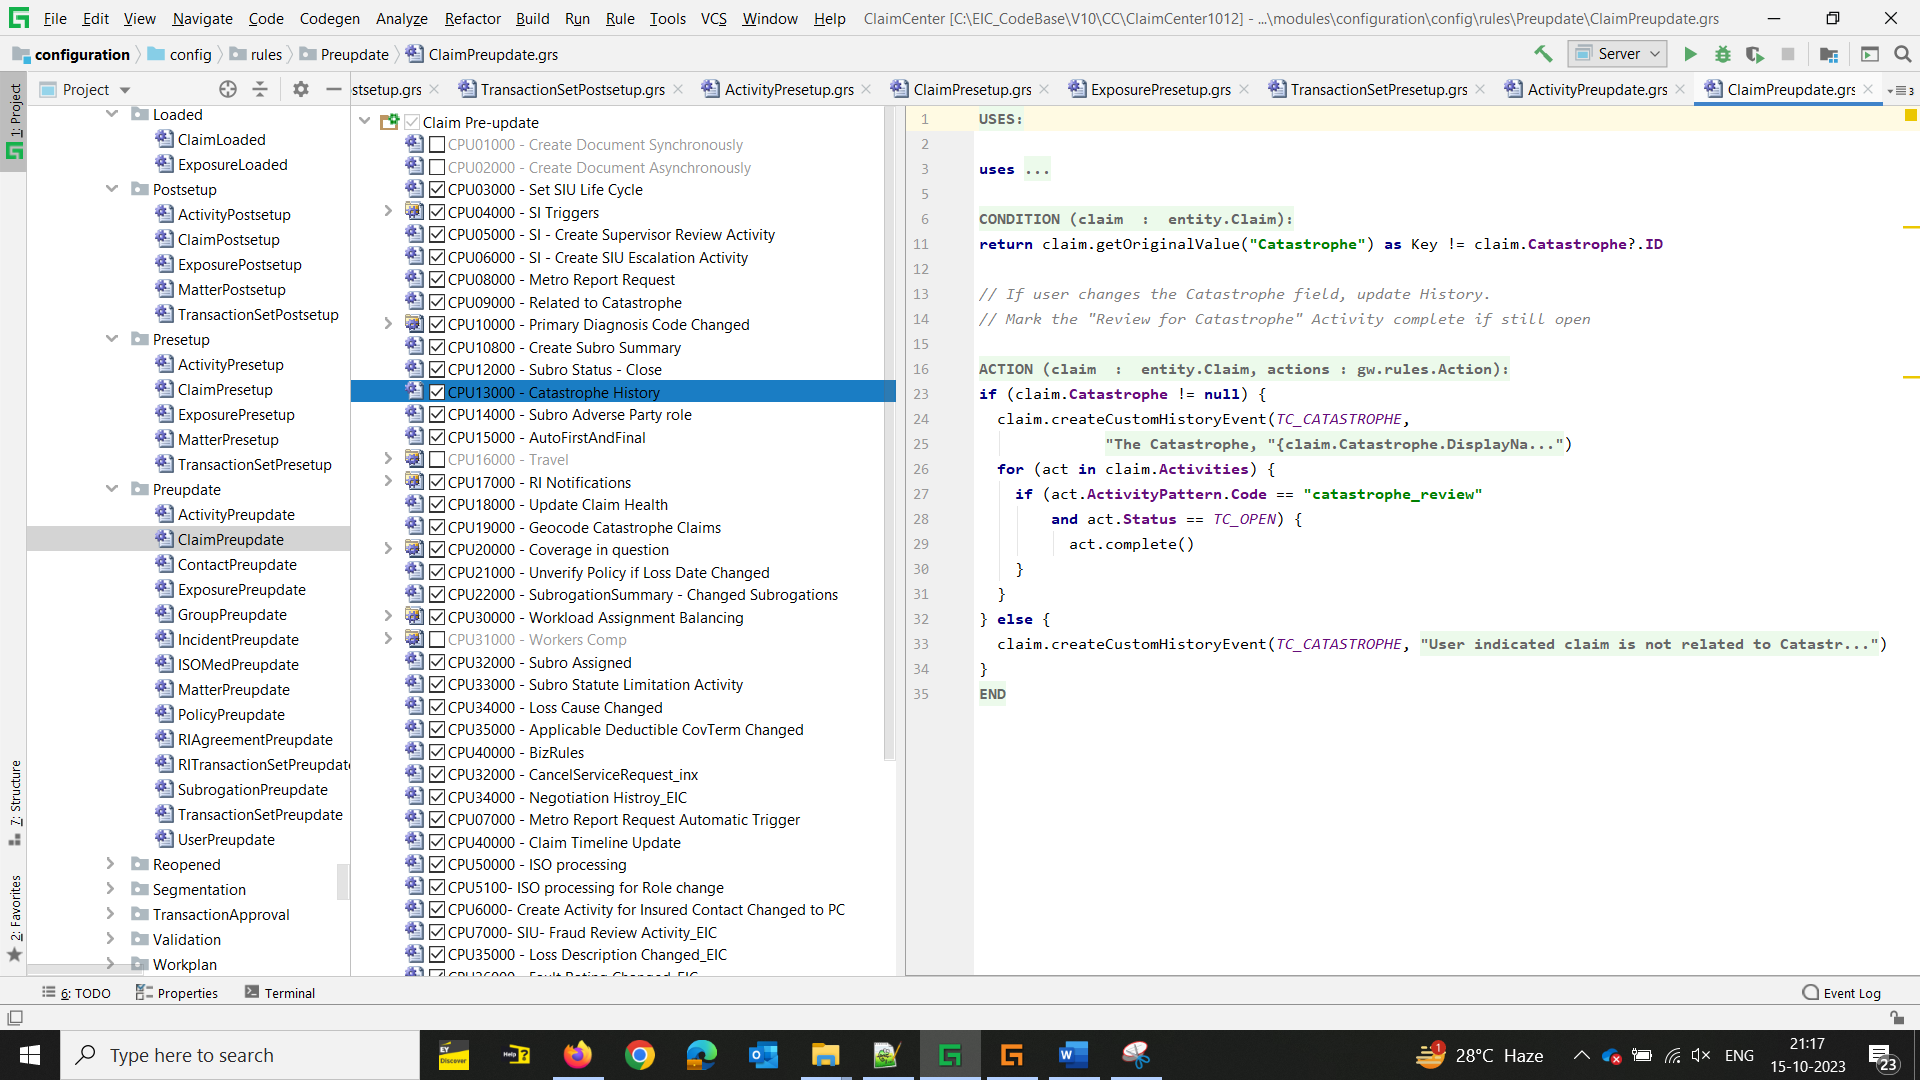 File Edit View Navigate Code Codegen Analyze Refactor Build Run Rule Tools VCS Window Help ClaimCenter [C:\EIC_CodeBase\V10\CC\ClaimCenter1012] - ...\modules\configuration\config\rules\Preupdate\ClaimPreupdate.grs
configuration config rules Preupdate ClaimPreupdate.grs Server
Project stsetup.grs TransactionSetPostsetup.grs ActivityPresetup.grs ClaimPresetup.grs ExposurePresetup.grs TransactionSetPresetup.grs ActivityPreupdate.grs ClaimPreupdate.grs 3
1: Project
7: Structure
2: Favorites
Loaded
ClaimLoaded
ExposureLoaded
Postsetup
ActivityPostsetup
ClaimPostsetup
ExposurePostsetup
MatterPostsetup
TransactionSetPostsetup
Presetup
ActivityPresetup
ClaimPresetup
ExposurePresetup
MatterPresetup
TransactionSetPresetup
Preupdate
ActivityPreupdate
ClaimPreupdate
ContactPreupdate
ExposurePreupdate
GroupPreupdate
IncidentPreupdate
ISOMedPreupdate
MatterPreupdate
PolicyPreupdate
RIAgreementPreupdate
RITransactionSetPreupdat
SubrogationPreupdate
TransactionSetPreupdate
UserPreupdate
Reopened
Segmentation
TransactionApproval
Validation
Workplan
Claim Pre-update
CPU01000 - Create Document Synchronously
CPU02000 - Create Document Asynchronously
CPU03000 - Set SIU Life Cycle
CPU04000 - SI Triggers
CPU05000 - SI - Create Supervisor Review Activity
CPU06000 - SI - Create SIU Escalation Activity
CPU08000 - Metro Report Request
CPU09000 - Related to Catastrophe
CPU10000 - Primary Diagnosis Code Changed
CPU10800 - Create Subro Summary
CPU12000 - Subro Status - Close
CPU13000 - Catastrophe History
CPU14000 - Subro Adverse Party role
CPU15000 - AutoFirstAndFinal
CPU16000 - Travel
CPU17000 - RI Notifications
CPU18000 - Update Claim Health
CPU19000 - Geocode Catastrophe Claims
CPU20000 - Coverage in question
CPU21000 - Unverify Policy if Loss Date Changed
CPU22000 - SubrogationSummary - Changed Subrogations
CPU30000 - Workload Assignment Balancing
CPU31000 - Workers Comp
CPU32000 - Subro Assigned
CPU33000 - Subro Statute Limitation Activity
CPU34000 - Loss Cause Changed
CPU35000 - Applicable Deductible CovTerm Changed
CPU40000 - BizRules
CPU32000 - CancelServiceRequest_inx
CPU34000 - Negotiation Histroy_EIC
CPU07000 - Metro Report Request Automatic Trigger
CPU40000 - Claim Timeline Update
CPU50000 - ISO processing
CPU5100- ISO processing for Role change
CPU6000- Create Activity for Insured Contact Changed to PC
CPU7000- SIU- Fraud Review Activity_EIC
CPU35000 - Loss Description Changed_EIC
1 USES:
2
3 uses ...
5
6 CONDITION (claim : entity.Claim):
11 return claim.getOriginalValue("Catastrophe") as Key != claim.Catastrophe?.ID
12
13 // If user changes the Catastrophe field, update History.
14 // Mark the "Review for Catastrophe" Activity complete if still open
15
16 ACTION (claim : entity.Claim, actions : gw.rules.Action):
23 if (claim.Catastrophe != null) {
24 claim.createCustomHistoryEvent(TC_CATASTROPHE,
25 "The Catastrophe, "{claim.Catastrophe.DisplayNa...")
26 for (act in claim.Activities) {
27 if (act.ActivityPattern.Code == "catastrophe_review"
28 and act.Status == TC_OPEN) {
29 act.complete()
30 }
31 }
32 } else {
33 claim.createCustomHistoryEvent(TC_CATASTROPHE, "User indicated claim is not related to Catastr...")
34 }
35 END
6: TODO Properties Terminal Event Log
Type here to search EY Discover Help ? 1 28°C Haze ENG 21:17
15-10-2023 23